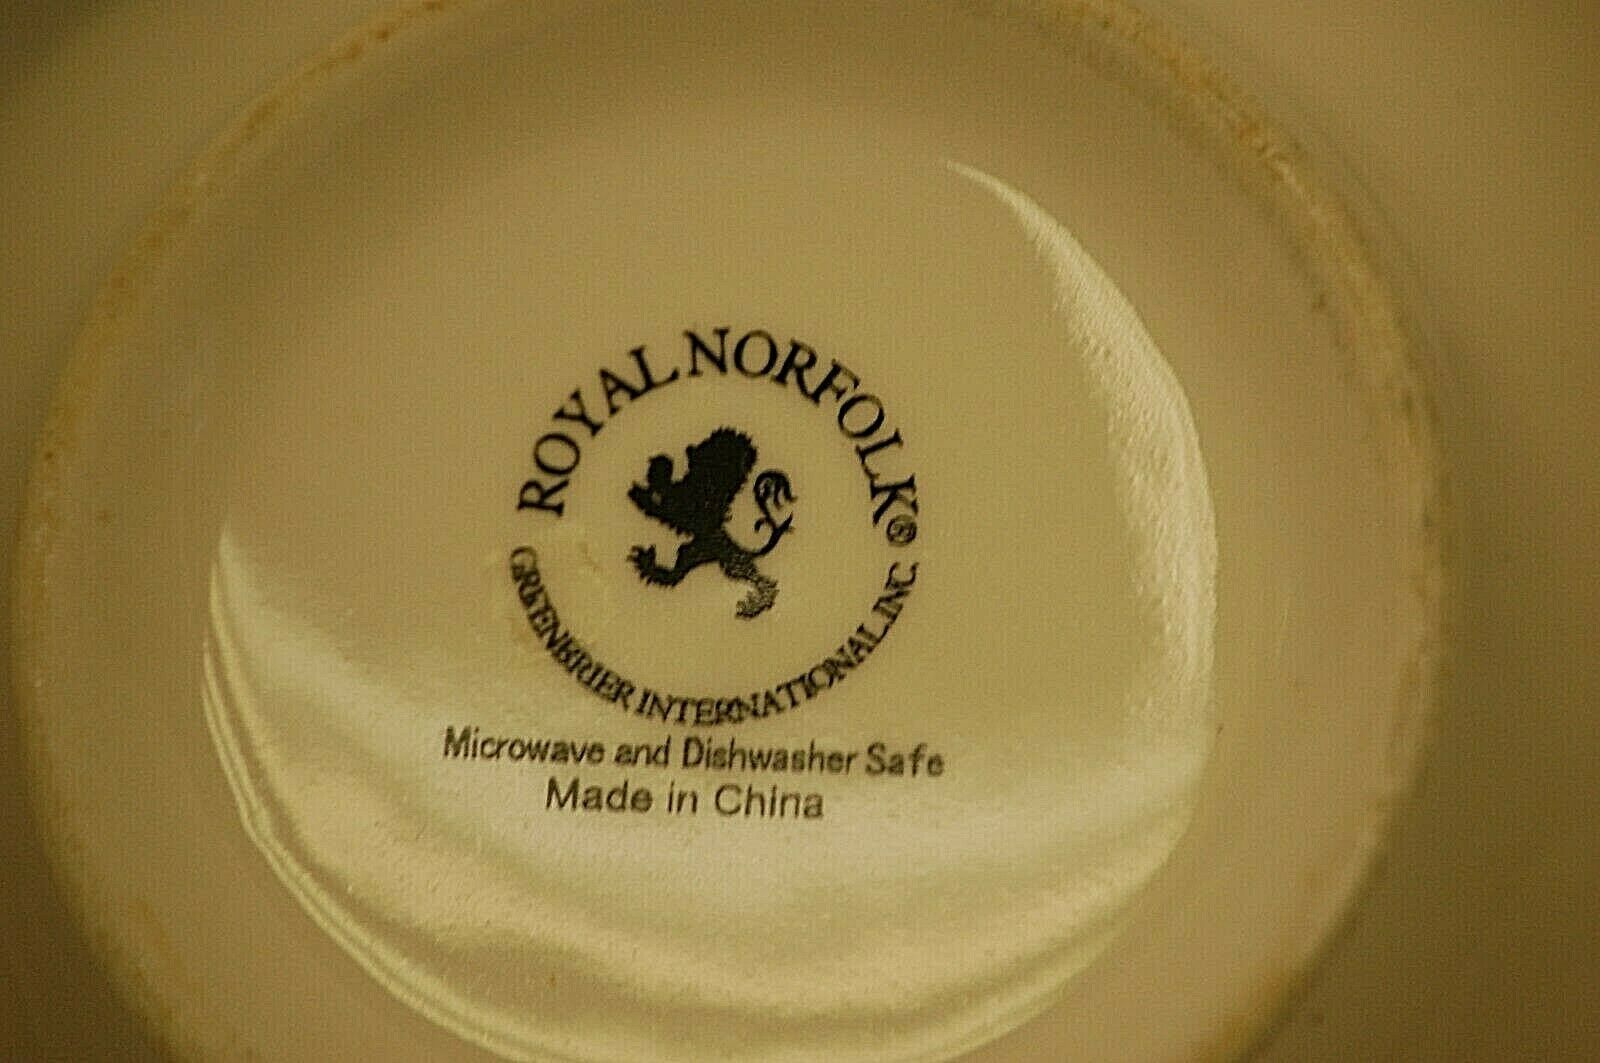 ROYAL NORFOLK®
GREENBRIER INTERNATIONAL, INC.
Microwave and Dishwasher Safe
Made in China